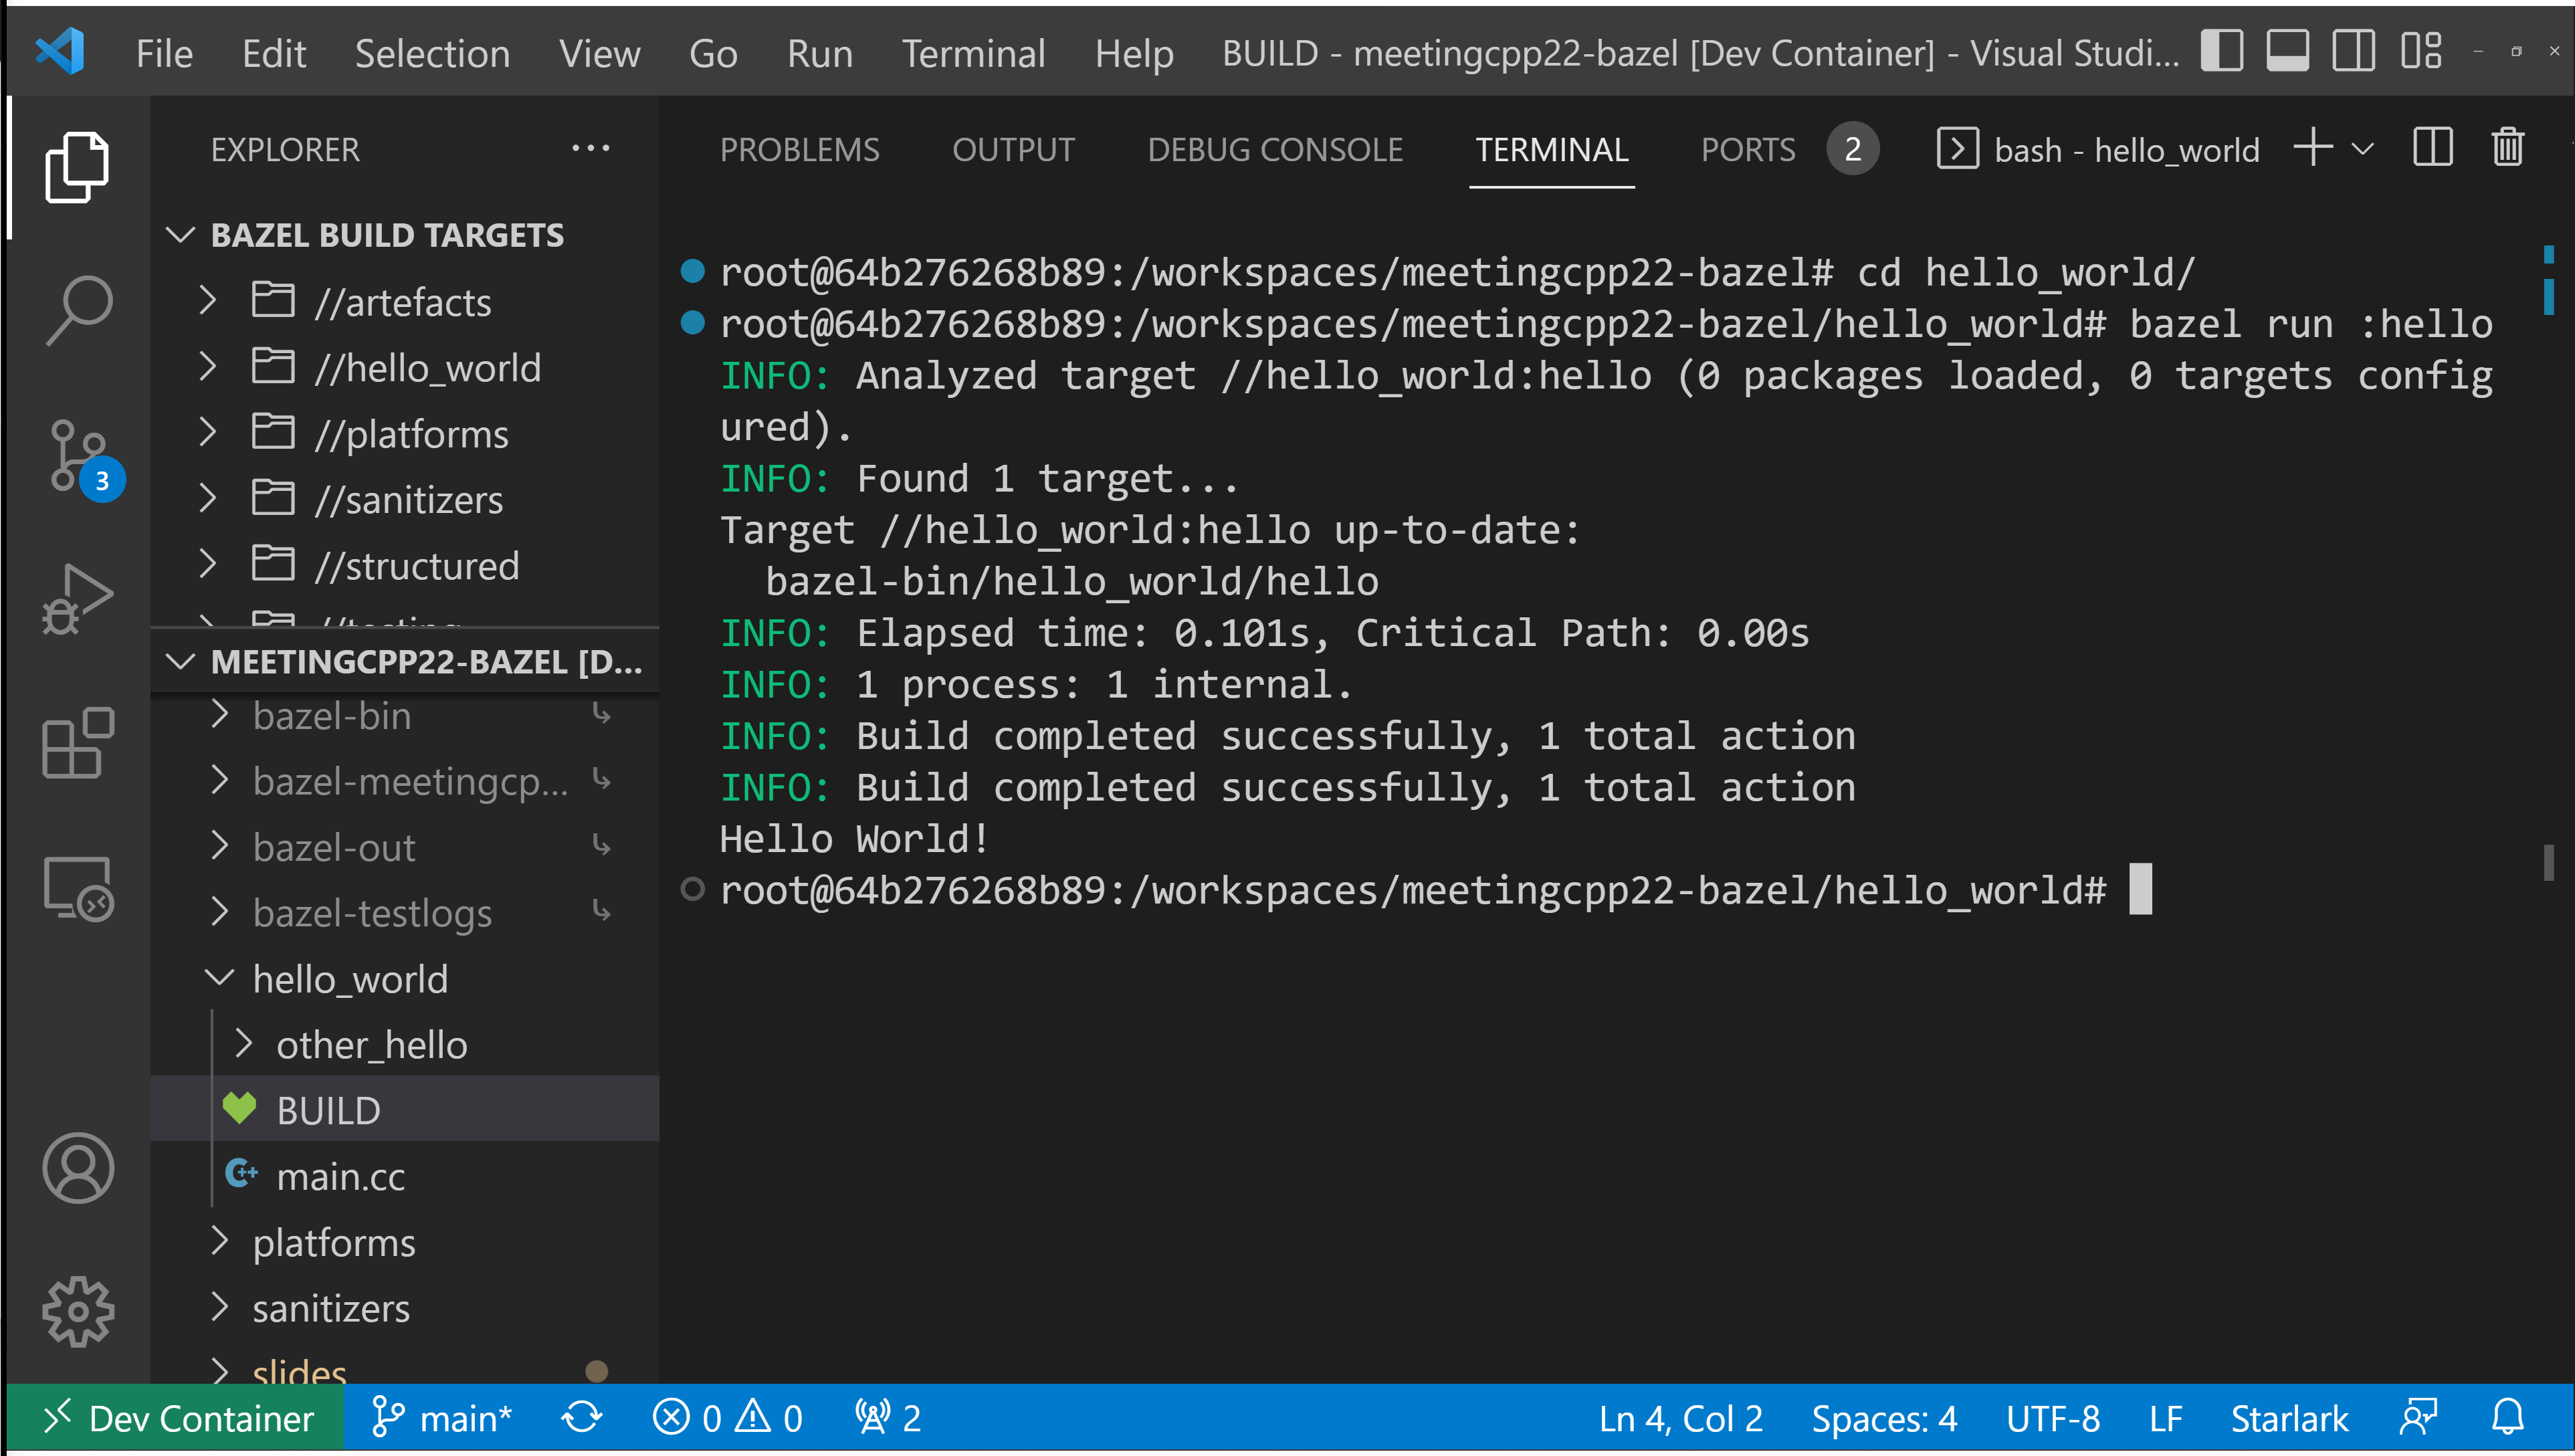 File Edit Selection View Go Run Terminal Help BUILD - meetingcpp22-bazel [Dev Container] - Visual Studi...
EXPLORER
BAZEL BUILD TARGETS
//artefacts
//hello_world
//platforms
//sanitizers
//structured
//testing
MEETINGCPP22-BAZEL [D...
bazel-bin
bazel-meetingcp...
bazel-out
bazel-testlogs
hello_world
other_hello
BUILD
main.cc
platforms
sanitizers
slides
3
PROBLEMS OUTPUT DEBUG CONSOLE TERMINAL PORTS 2 bash - hello_world
root@64b276268b89:/workspaces/meetingcpp22-bazel# cd hello_world/
root@64b276268b89:/workspaces/meetingcpp22-bazel/hello_world# bazel run :hello
INFO: Analyzed target //hello_world:hello (0 packages loaded, 0 targets config
ured).
INFO: Found 1 target...
Target //hello_world:hello up-to-date:
bazel-bin/hello_world/hello
INFO: Elapsed time: 0.101s, Critical Path: 0.00s
INFO: 1 process: 1 internal.
INFO: Build completed successfully, 1 total action
INFO: Build completed successfully, 1 total action
Hello World!
root@64b276268b89:/workspaces/meetingcpp22-bazel/hello_world#
Dev Container main* 0 0 2 Ln 4, Col 2 Spaces: 4 UTF-8 LF Starlark